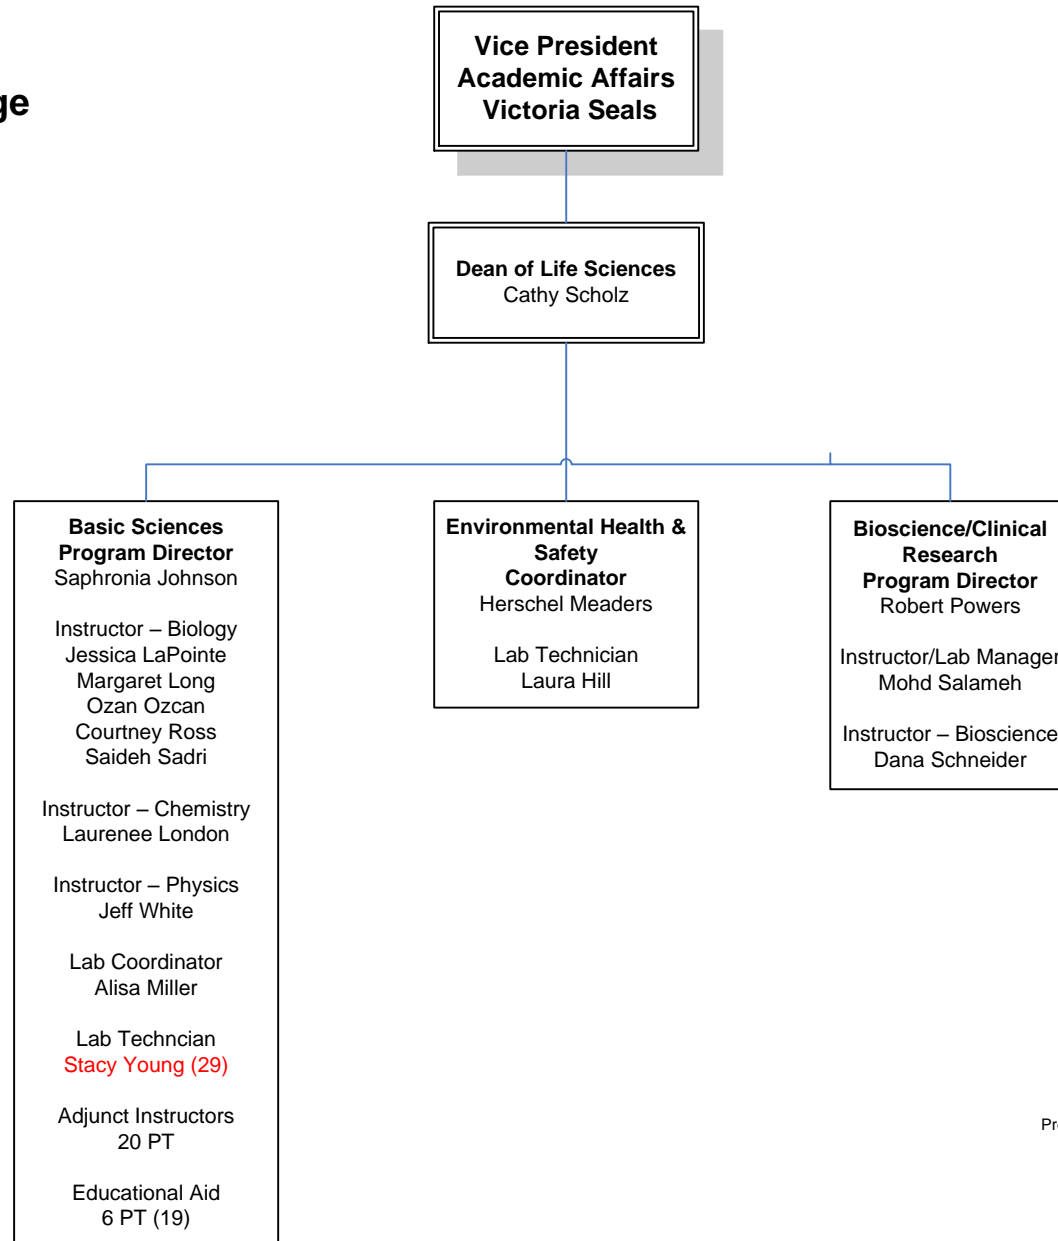 Vice President
Academic Affairs
Victoria Seals
ge
Dean of Life Sciences
Cathy Scholz
Basic Sciences
Program Director
Saphronia Johnson
Instructor – Biology
Jessica LaPointe
Margaret Long
Ozan Ozcan
Courtney Ross
Saideh Sadri
Instructor – Chemistry
Laurenee London
Instructor – Physics
Jeff White
Lab Coordinator
Alisa Miller
Lab Techncian
Stacy Young (29)
Adjunct Instructors
20 PT
Educational Aid
6 PT (19)
Environmental Health &
Safety
Coordinator
Herschel Meaders
Lab Technician
Laura Hill
Bioscience/Clinical
Research
Program Director
Robert Powers
Instructor/Lab Manager
Mohd Salameh
Instructor – Bioscience
Dana Schneider
Pr